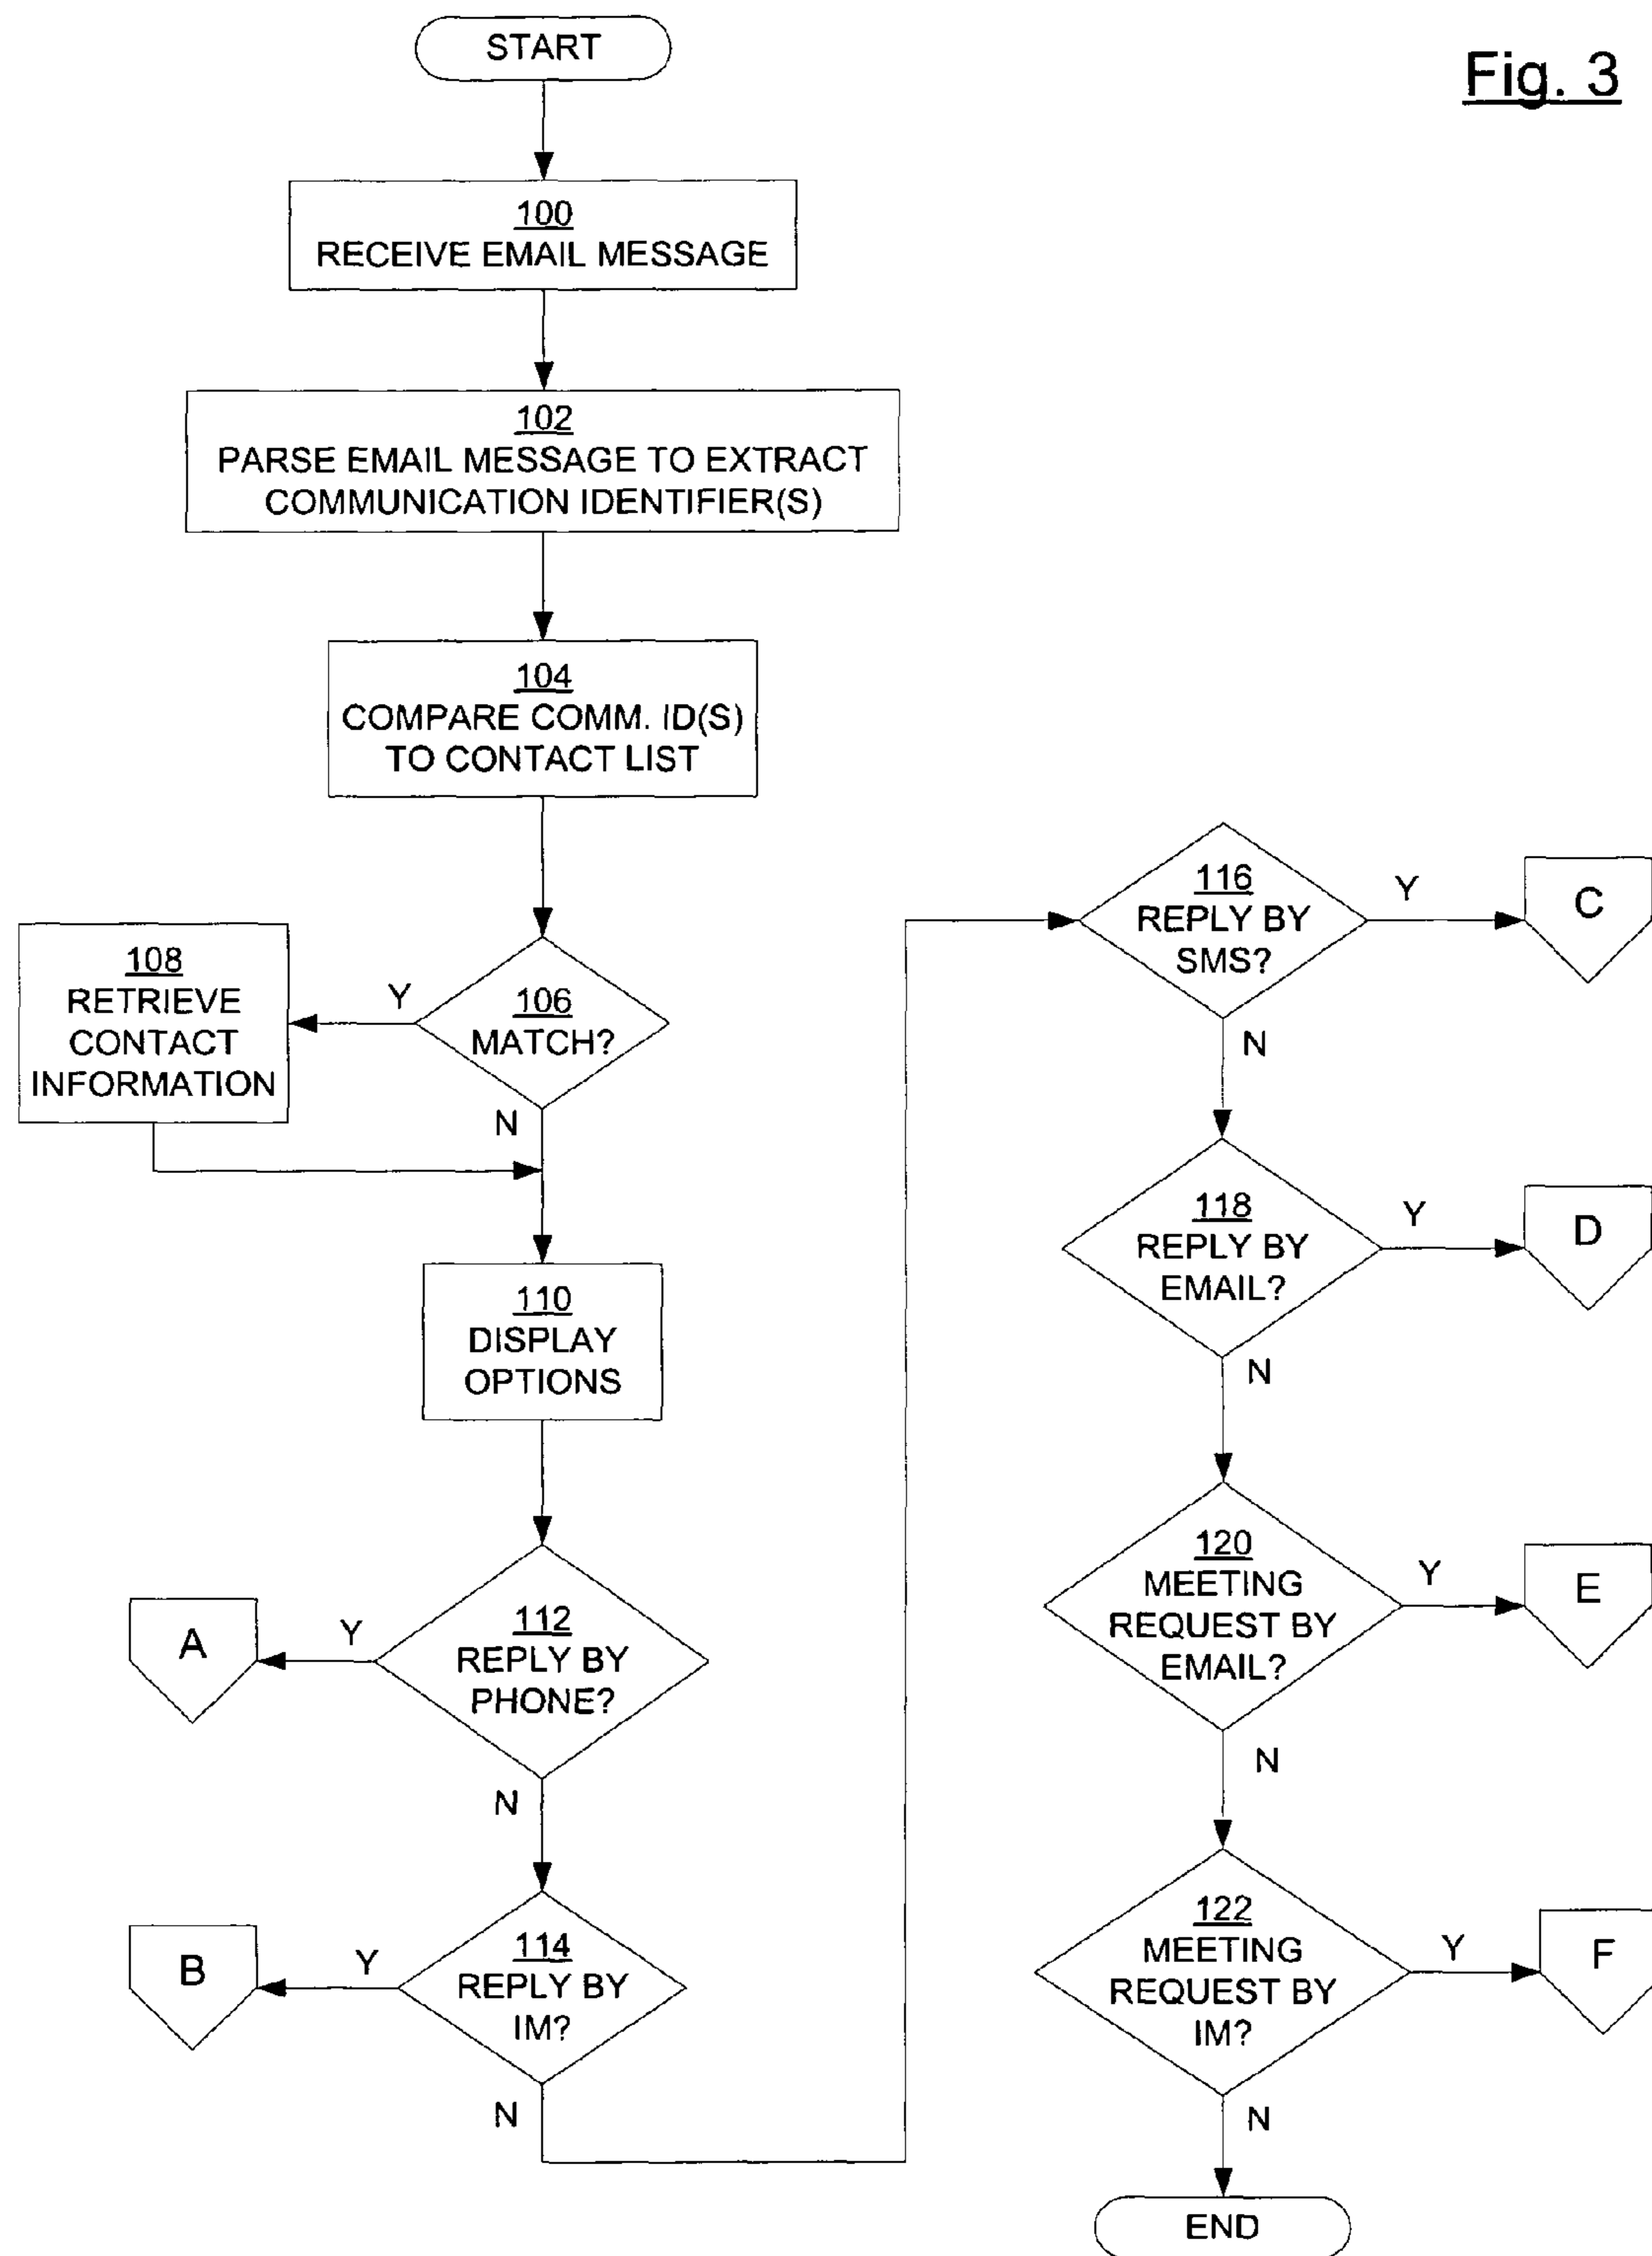 Fig. 3
START
100
RECEIVE EMAIL MESSAGE
102
PARSE EMAIL MESSAGE TO EXTRACT
COMMUNICATION IDENTIFIER(S)
104
COMPARE COMM. ID(S)
TO CONTACT LIST
106
MATCH?
Y
N
108
RETRIEVE
CONTACT
INFORMATION
110
DISPLAY
OPTIONS
112
REPLY BY
PHONE?
Y
A
N
114
REPLY BY
IM?
Y
B
N
116
REPLY BY
SMS?
Y
C
N
118
REPLY BY
EMAIL?
Y
D
N
120
MEETING
REQUEST BY
EMAIL?
Y
E
N
122
MEETING
REQUEST BY
IM?
Y
F
N
END